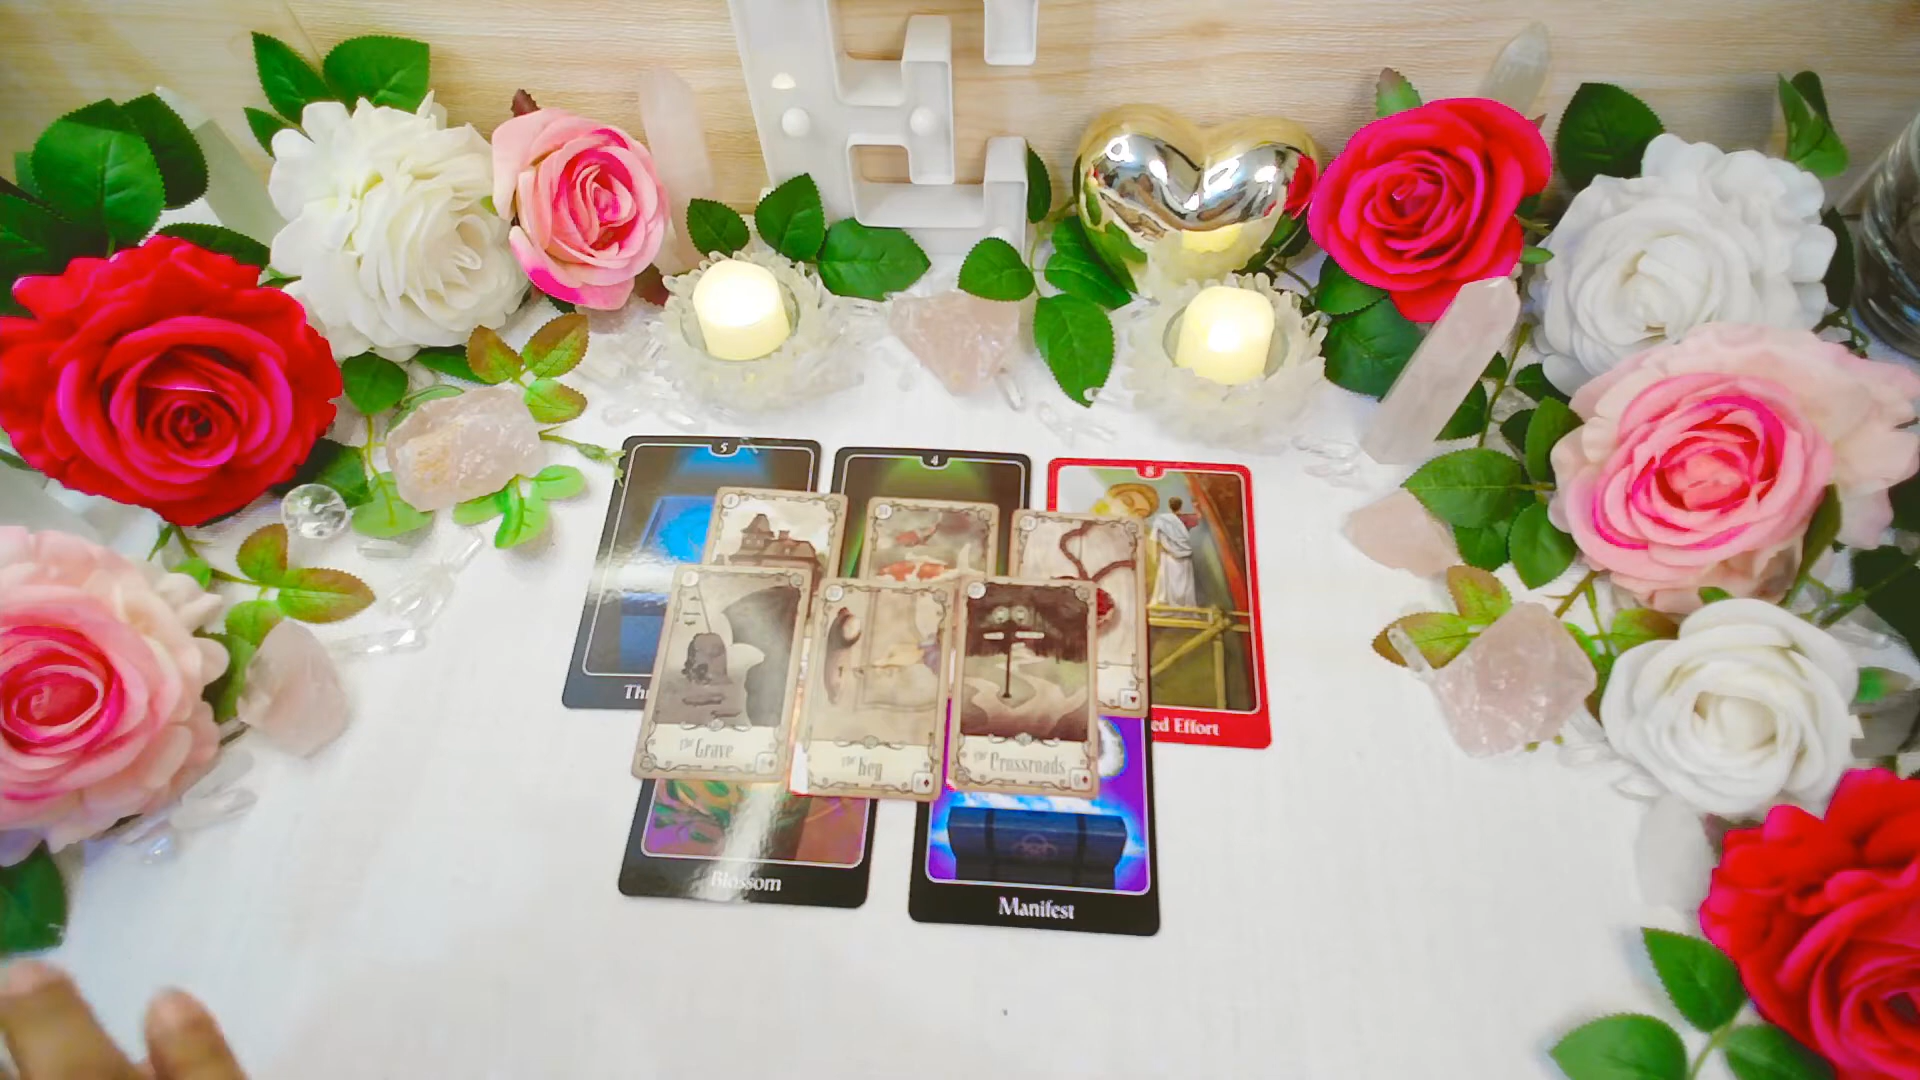 5
4
8
The Grave
The Key
The Crossroads
ed Effort
Blossom
Manifest